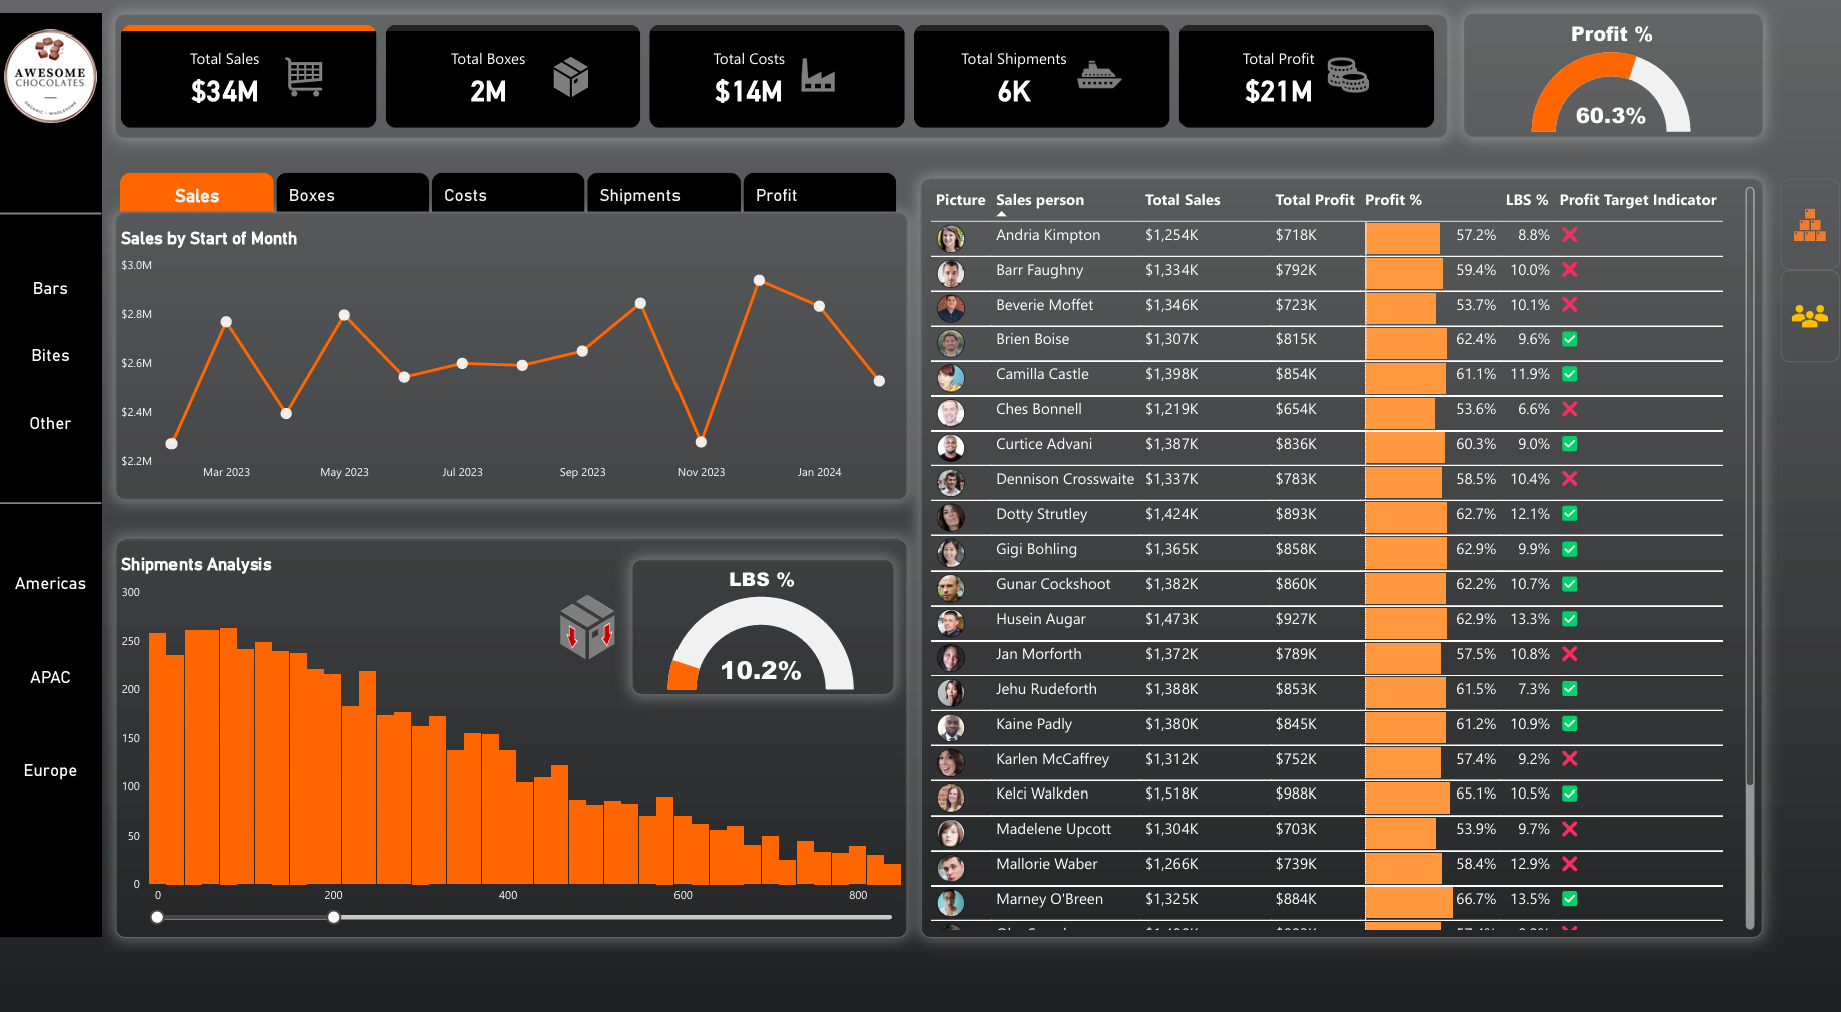 AWESOME
CHOCOLATES
ORGANIC • WHOLESOME
Total Sales
$34M
Total Boxes
2M
Total Costs
$14M
Total Shipments
6K
Total Profit
$21M
Profit %
60.3%
Bars
Bites
Other
Americas
APAC
Europe
Sales Boxes Costs Shipments Profit
Sales by Start of Month
$3.0M
$2.8M
$2.6M
$2.4M
$2.2M
Mar 2023 May 2023 Jul 2023 Sep 2023 Nov 2023 Jan 2024
Shipments Analysis
300
250
200
150
100
50
0
0 200 400 600 800
LBS %
10.2%
Picture Sales person Total Sales Total Profit Profit % LBS % Profit Target Indicator
Andria Kimpton $1,254K $718K 57.2% 8.8%
Barr Faughny $1,334K $792K 59.4% 10.0%
Beverie Moffet $1,346K $723K 53.7% 10.1%
Brien Boise $1,307K $815K 62.4% 9.6%
Camilla Castle $1,398K $854K 61.1% 11.9%
Ches Bonnell $1,219K $654K 53.6% 6.6%
Curtice Advani $1,387K $836K 60.3% 9.0%
Dennison Crosswaite $1,337K $783K 58.5% 10.4%
Dotty Strutley $1,424K $893K 62.7% 12.1%
Gigi Bohling $1,365K $858K 62.9% 9.9%
Gunar Cockshoot $1,382K $860K 62.2% 10.7%
Husein Augar $1,473K $927K 62.9% 13.3%
Jan Morforth $1,372K $789K 57.5% 10.8%
Jehu Rudeforth $1,388K $853K 61.5% 7.3%
Kaine Padly $1,380K $845K 61.2% 10.9%
Karlen McCaffrey $1,312K $752K 57.4% 9.2%
Kelci Walkden $1,518K $988K 65.1% 10.5%
Madelene Upcott $1,304K $703K 53.9% 9.7%
Mallorie Waber $1,266K $739K 58.4% 12.9%
Marney O'Breen $1,325K $884K 66.7% 13.5%